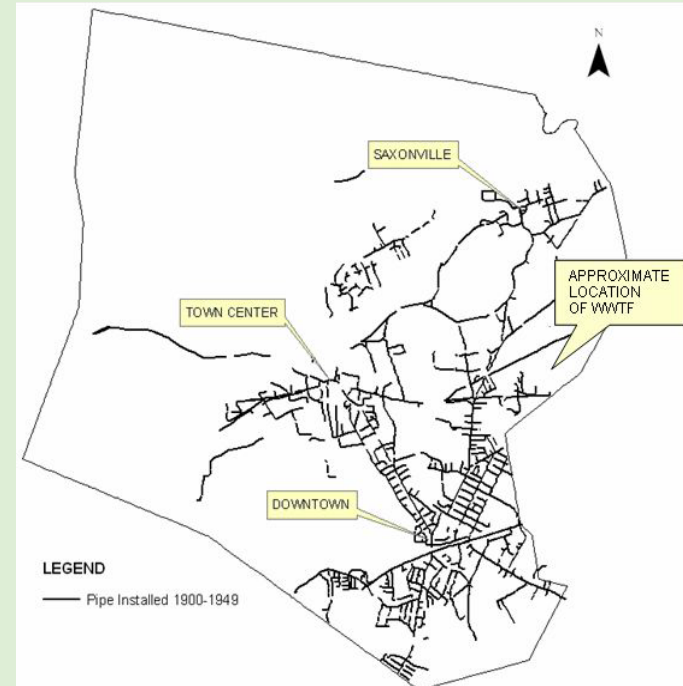 N
SAXONVILLE
APPROXIMATE
LOCATION
OF WWTF
TOWN CENTER
DOWNTOWN
LEGEND
Pipe Installed 1900-1949